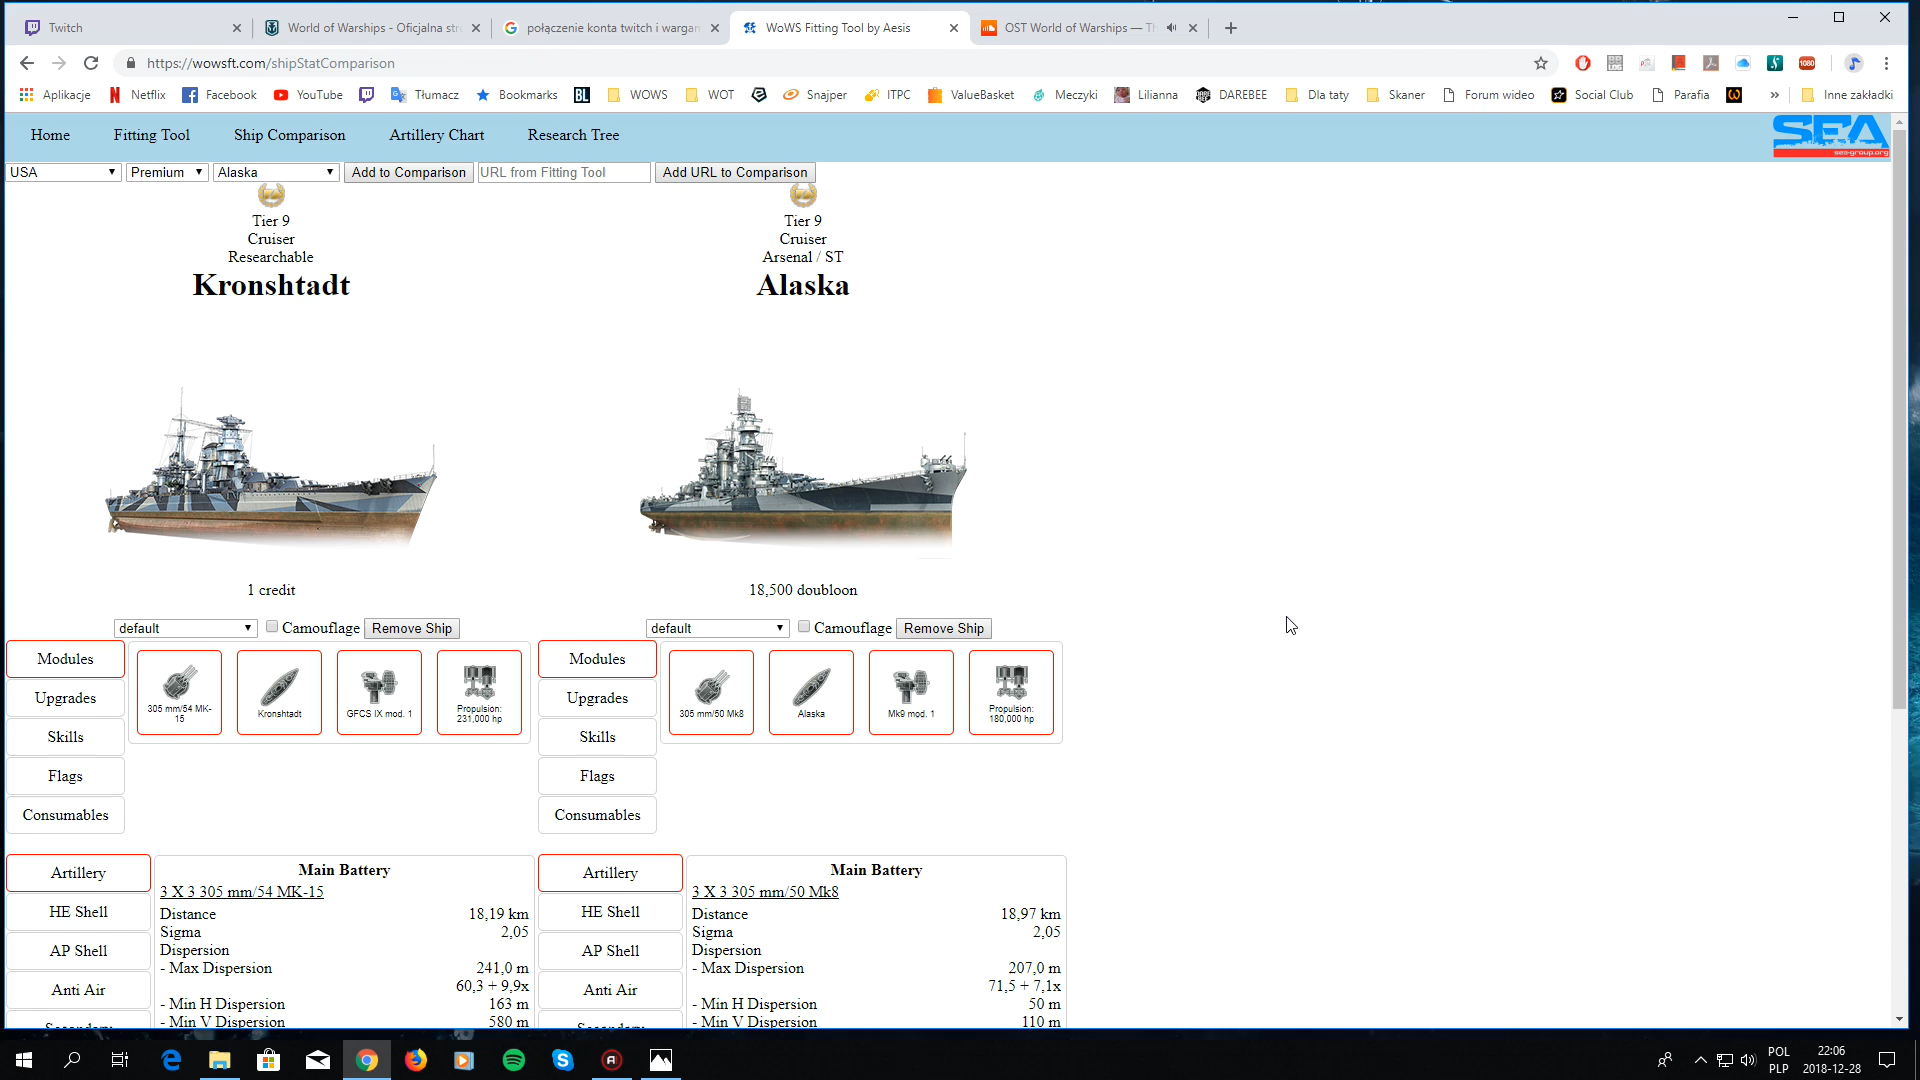 Twitch
World of Warships - Oficjalna str
połączenie konta twitch i wargam
WoWS Fitting Tool by Aesis
OST World of Warships — Th
https://wowsft.com/shipStatComparison
1080
Aplikacje
Netflix
Facebook
YouTube
Tłumacz
Bookmarks
BL
WOWS
WOT
Snajper
ITPC
ValueBasket
Meczyki
Lilianna
DAREBEE
Dla taty
Skaner
Forum wideo
Social Club
Parafia
»
Inne zakładki
Home
Fitting Tool
Ship Comparison
Artillery Chart
Research Tree
SEA
sea-group.org
USA
Premium
Alaska
Add to Comparison
URL from Fitting Tool
Add URL to Comparison
Tier 9
Cruiser
Researchable
Kronshtadt
Tier 9
Cruiser
Arsenal / ST
Alaska
1 credit
18,500 doubloon
default
Camouflage
Remove Ship
default
Camouflage
Remove Ship
Modules
Upgrades
Skills
Flags
Consumables
305 mm/54 MK-
15
Kronshtadt
GFCS IX mod. 1
Propulsion:
231,000 hp
Modules
Upgrades
Skills
Flags
Consumables
305 mm/50 Mk8
Alaska
Mk9 mod. 1
Propulsion:
180,000 hp
Artillery
HE Shell
AP Shell
Anti Air
Secondary
Main Battery
3 X 3 305 mm/54 MK-15
Distance 18,19 km
Sigma 2,05
Dispersion
- Max Dispersion 241,0 m
60,3 + 9,9x
- Min H Dispersion 163 m
- Min V Dispersion 580 m
Artillery
HE Shell
AP Shell
Anti Air
Secondary
Main Battery
3 X 3 305 mm/50 Mk8
Distance 18,97 km
Sigma 2,05
Dispersion
- Max Dispersion 207,0 m
71,5 + 7,1x
- Min H Dispersion 50 m
- Min V Dispersion 110 m
POL
PLP
22:06
2018-12-28